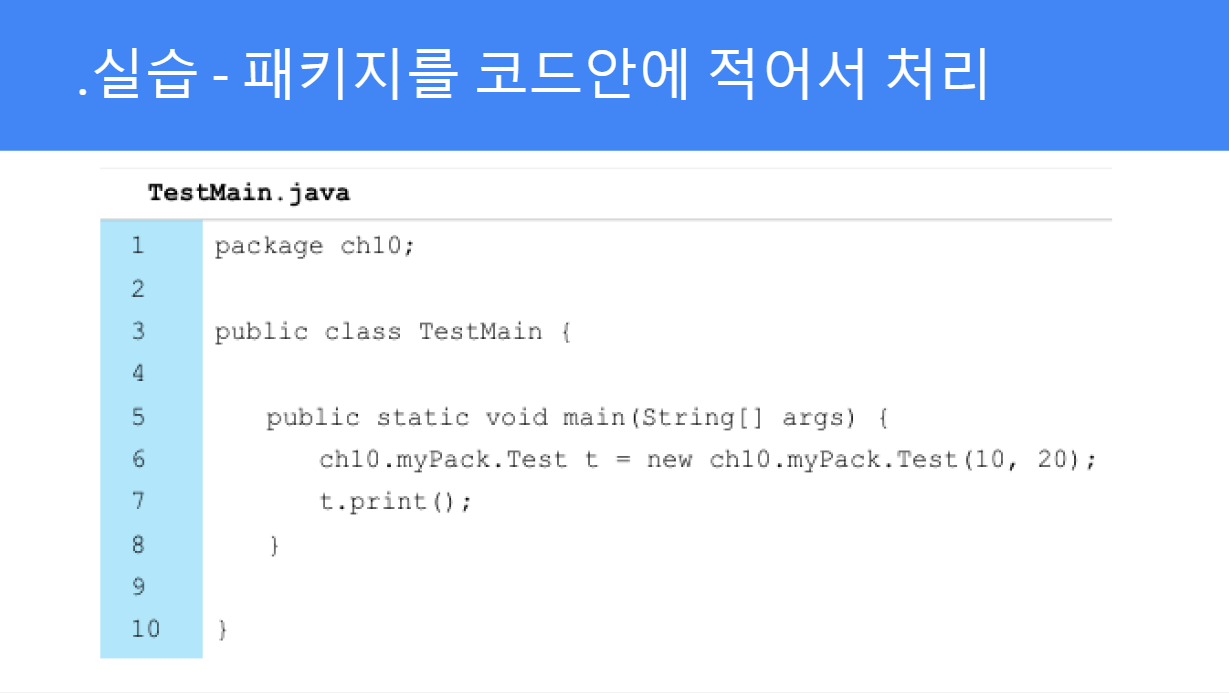 .실습 - 패키지를 코드안에 적어서 처리
TestMain.java
1 package ch10;
2
3 public class TestMain {
4
5 public static void main(String[] args) {
6 ch10.myPack.Test t = new ch10.myPack.Test(10, 20);
7 t.print();
8 }
9
10 }